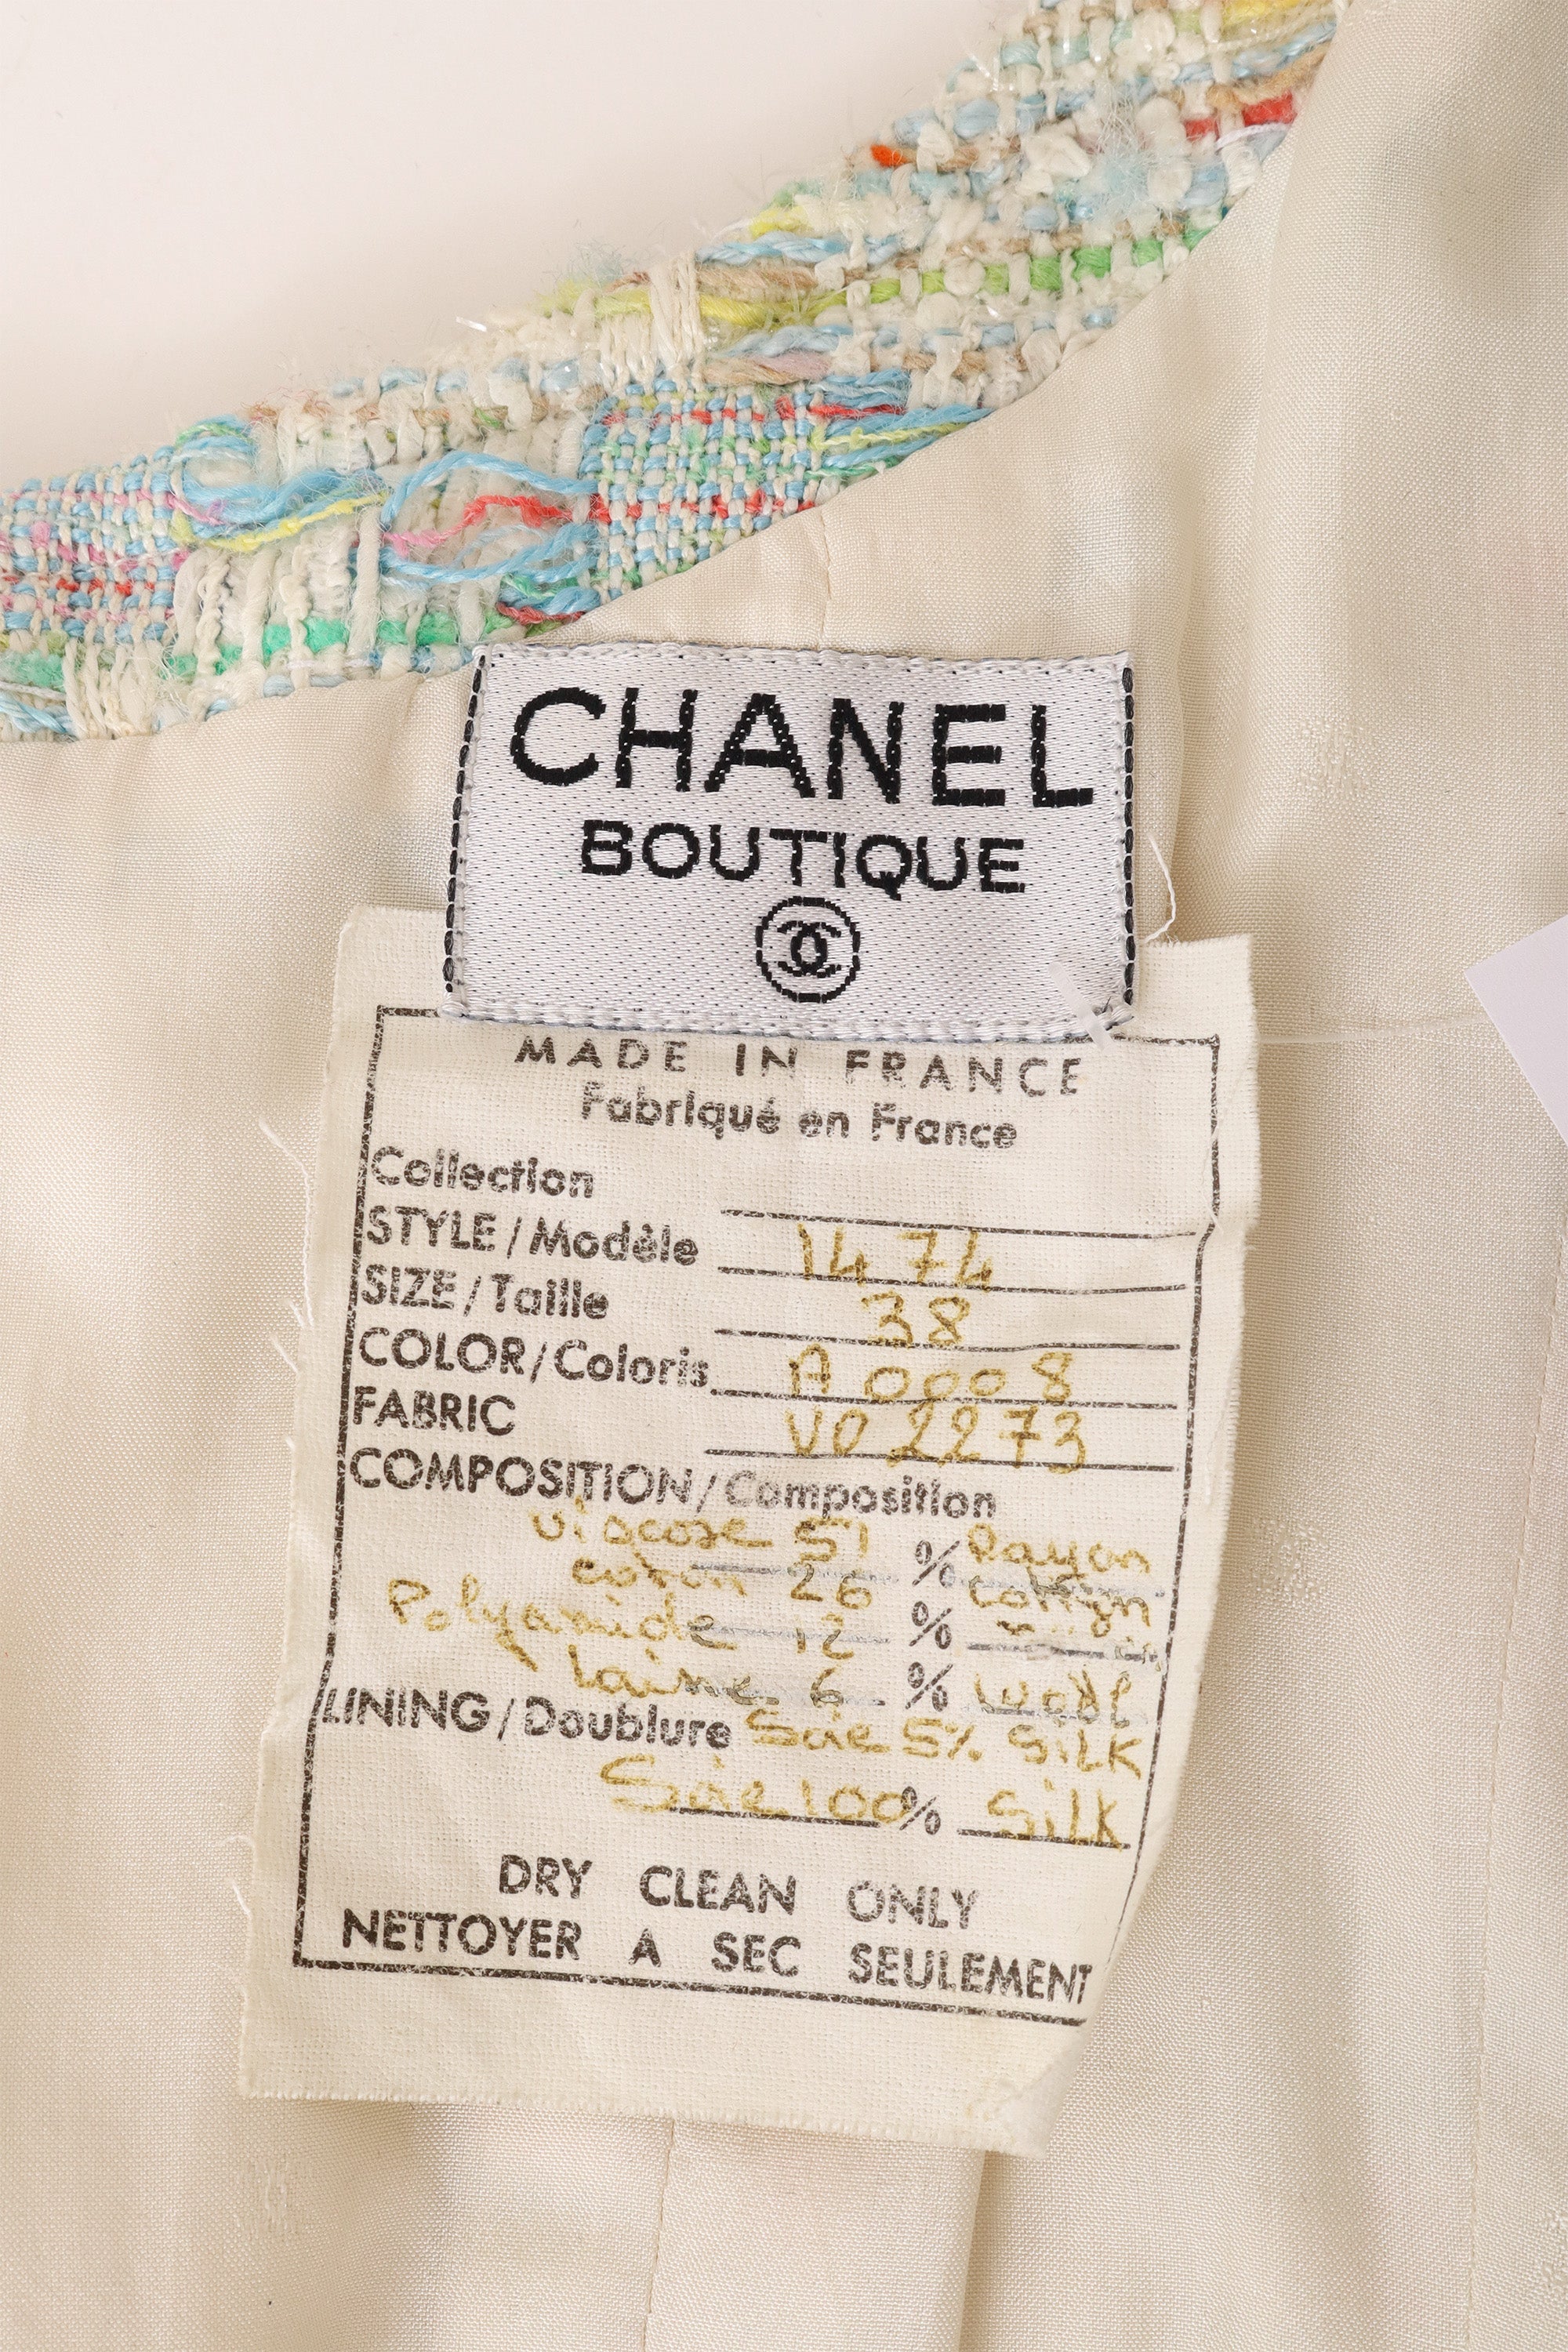 CHANEL
BOUTIQUE
MADE IN FRANCE
Fabriqué en France
Collection
STYLE/Modèle 1474
SIZE/Taille 38
COLOR/Coloris A 0008
FABRIC V02273
COMPOSITION/Composition
Viscose 51 % Rayon
coton 26 % cotton
Polyamide 12 %
Laine 6 % wool
LINING/Doublure Soie 5% SILK
Soie 100% Silk
DRY CLEAN ONLY
NETTOYER A SEC SEULEMENT